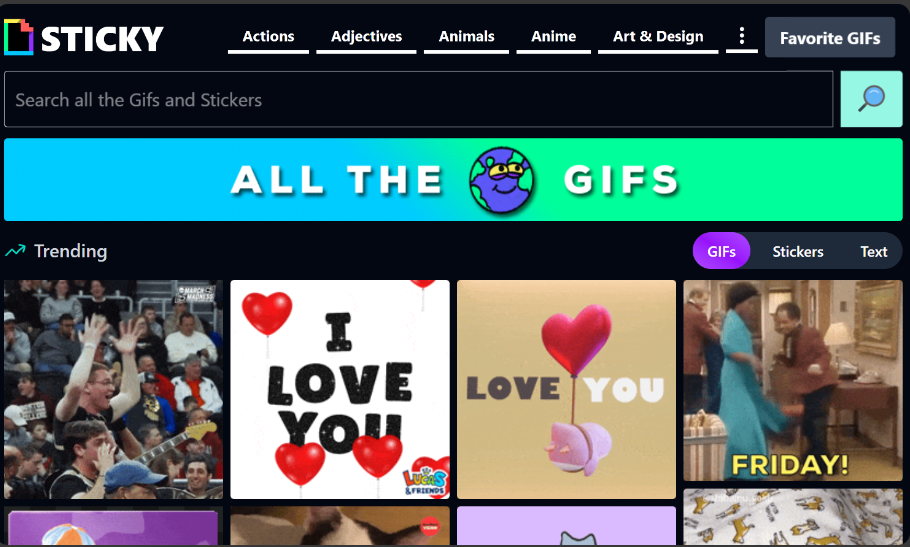 STICKY
Actions
Adjectives
Animals
Anime
Art & Design
Favorite GIFs
Search all the Gifs and Stickers
ALL THE GIFS
Trending
GIFs
Stickers
Text
MARCH
MADNESS
I
LOVE
YOU
LUCAS
& FRIENDS
LOVE YOU
FRIDAY!